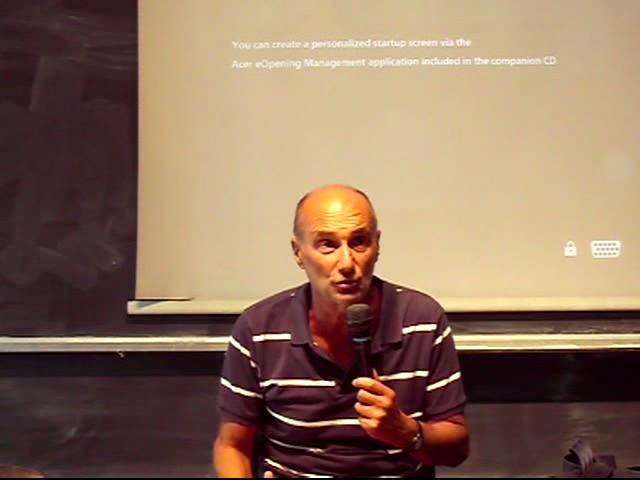 You can create a personalized startup screen via the
Acer eOpening Management application included in the companion CD